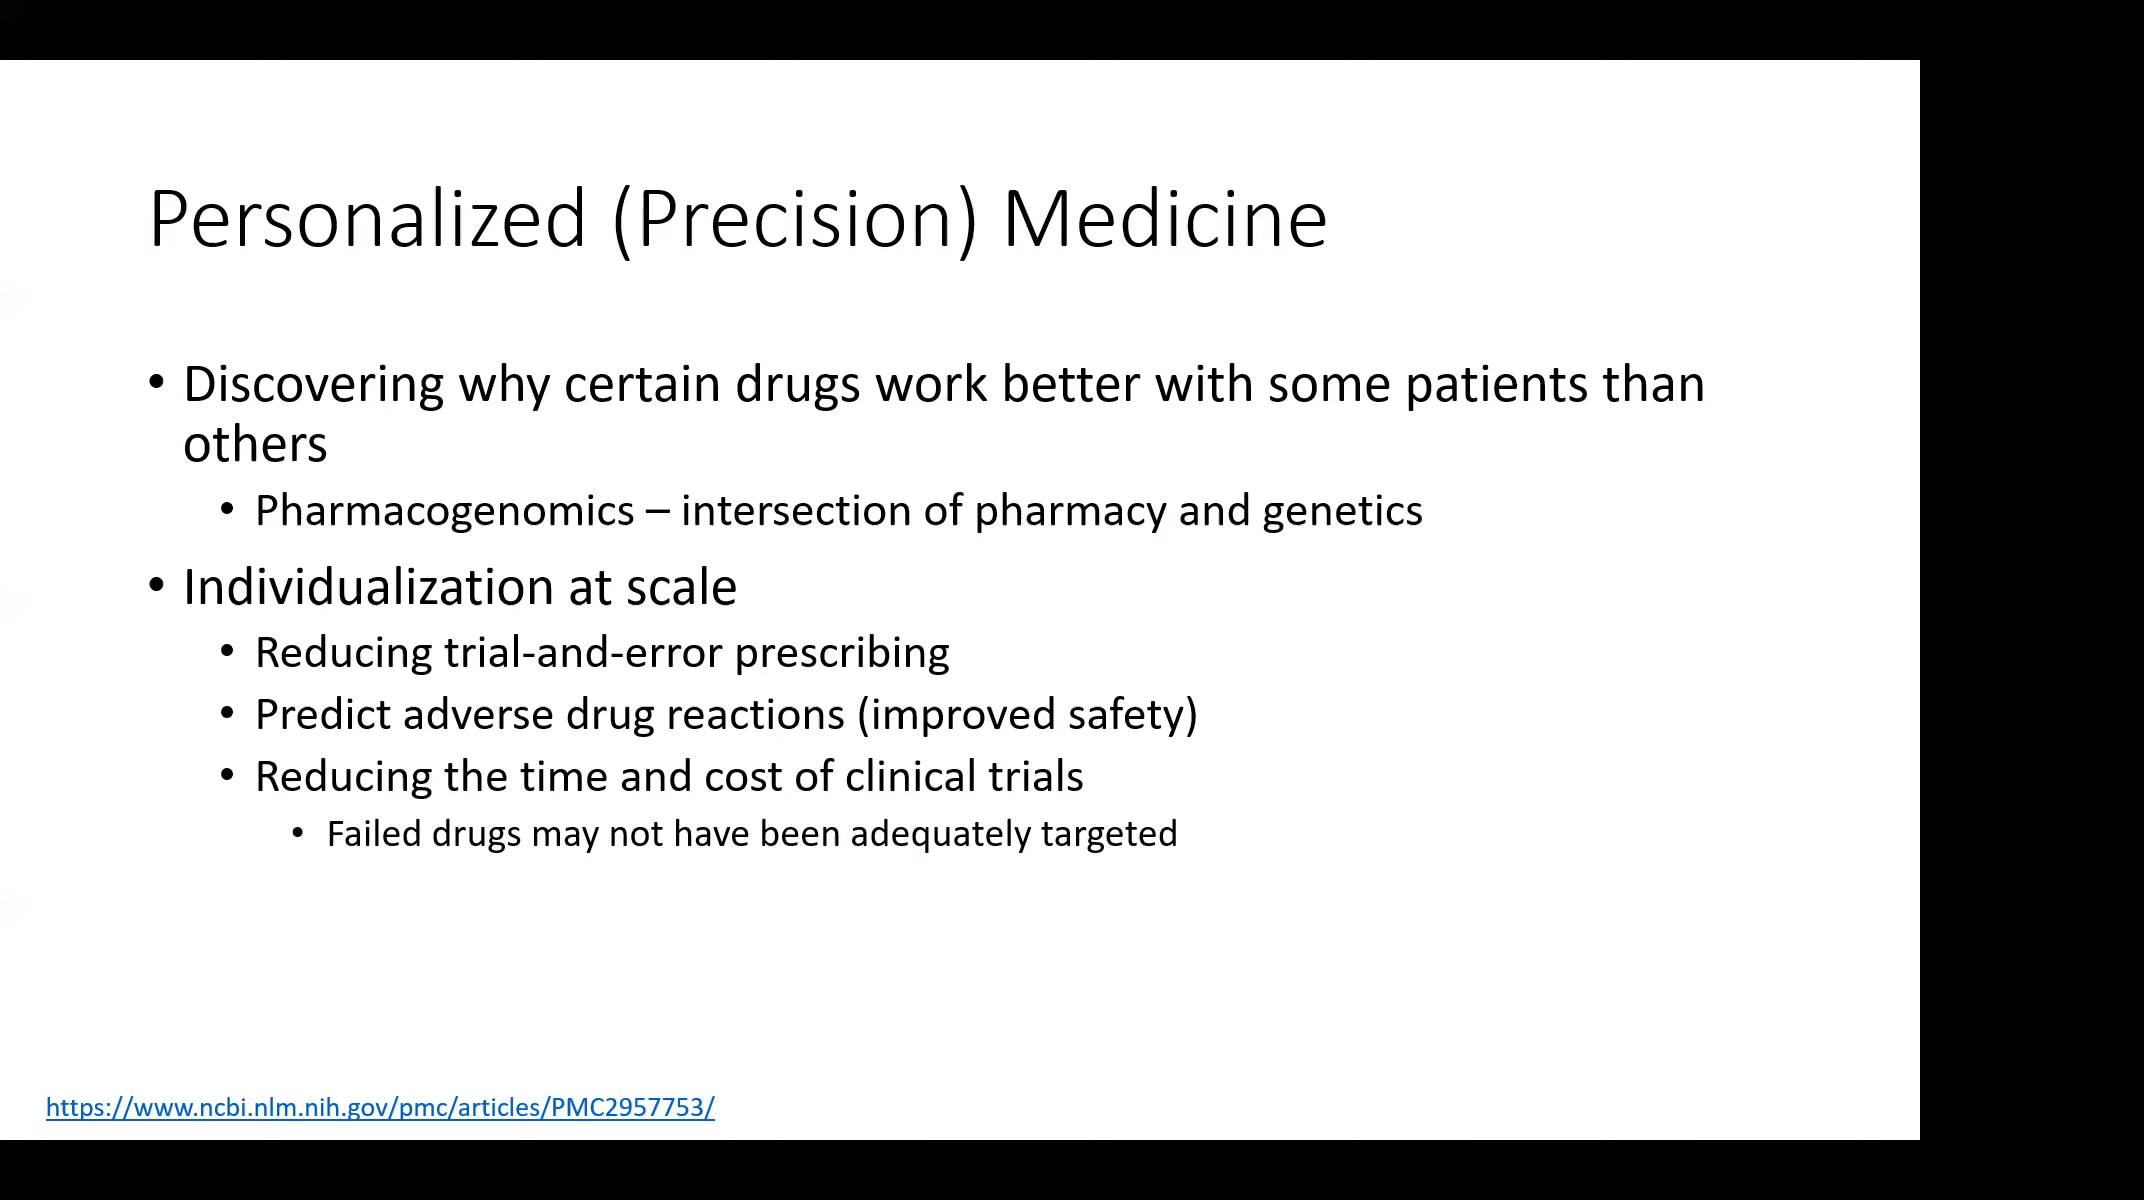 Personalized (Precision) Medicine
• Discovering why certain drugs work better with some patients than
others
• Pharmacogenomics – intersection of pharmacy and genetics
• Individualization at scale
• Reducing trial-and-error prescribing
• Predict adverse drug reactions (improved safety)
• Reducing the time and cost of clinical trials
• Failed drugs may not have been adequately targeted
https://www.ncbi.nlm.nih.gov/pmc/articles/PMC2957753/